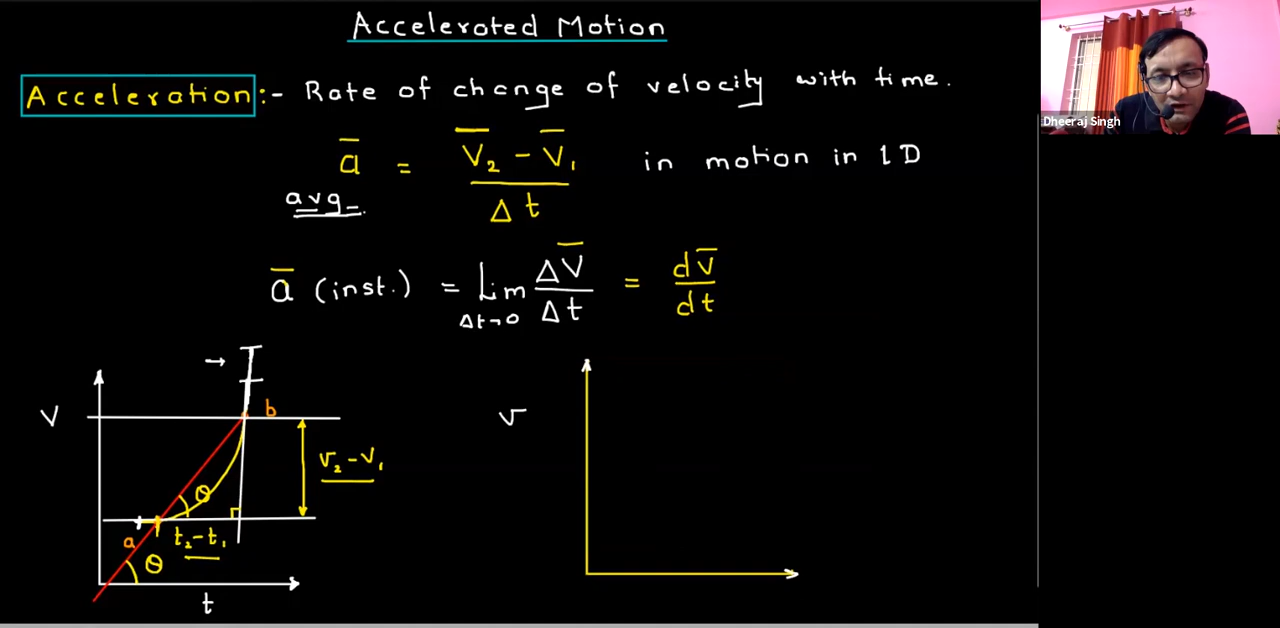 Accelerated Motion
Acceleration :- Rate of change of velocity with time.
Dheeraj Singh
a̅ = V̅₂ - V̅₁ / Δt in motion in 1D
avg.
a̅ (inst.) = Lim Δt→0 ΔV̅/Δt = dv̅/dt
→
V
b
v
θ
v₂-v₁
a
t₂-t₁
θ
t